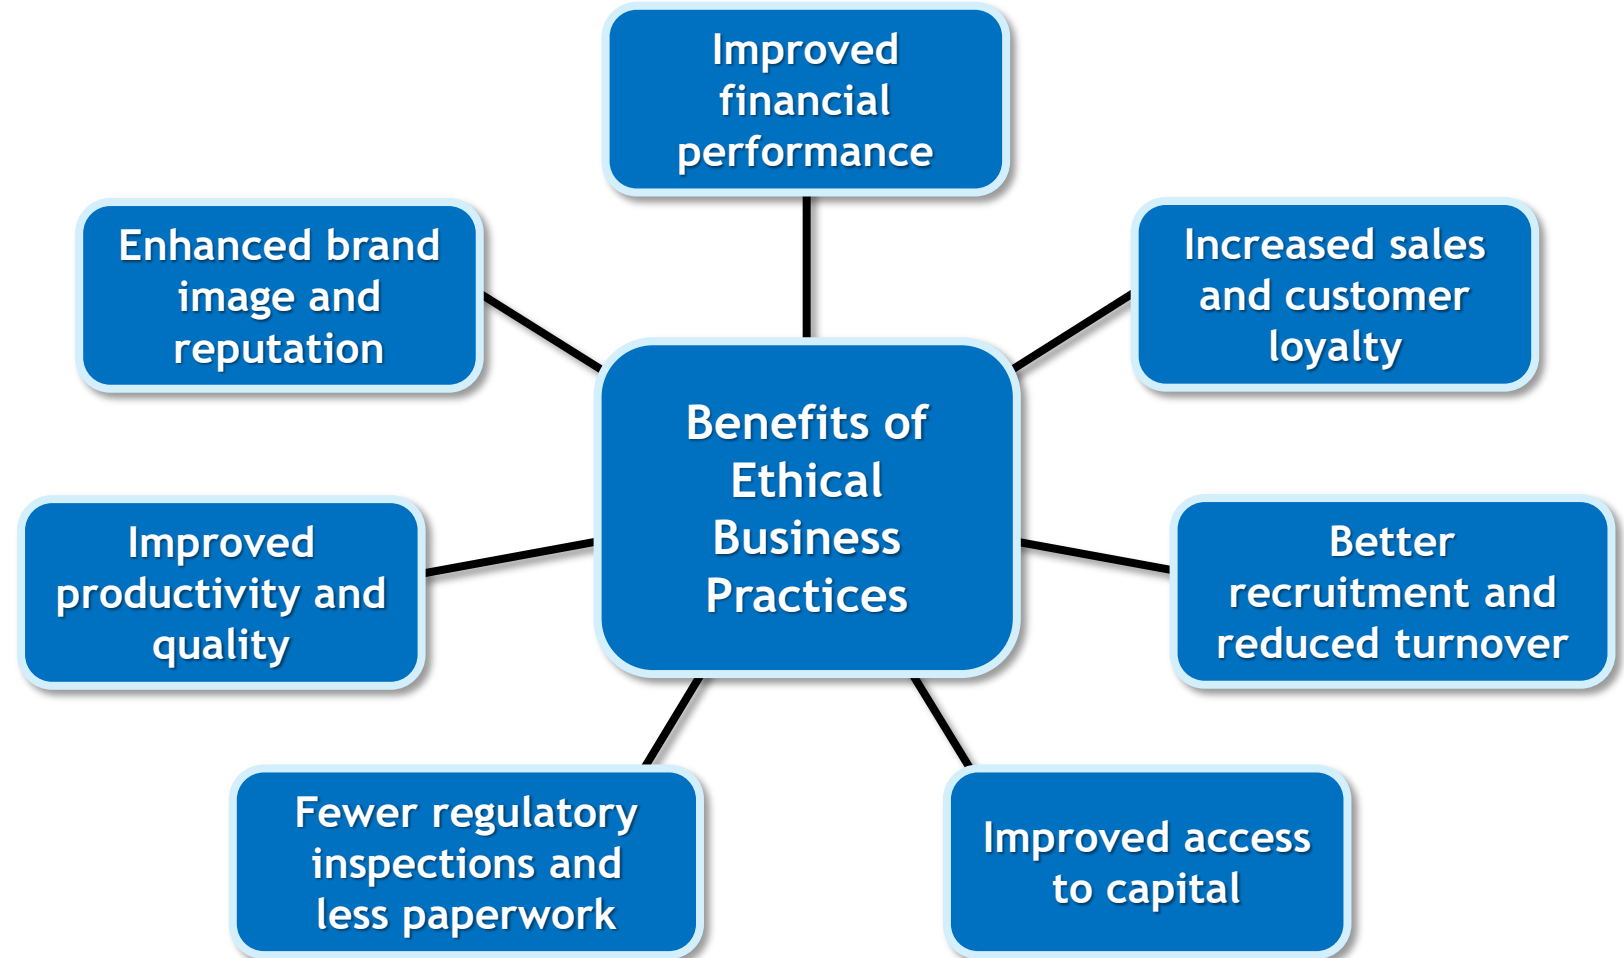 Improved
financial
performance
Enhanced brand
image and
reputation
Increased sales
and customer
loyalty
Benefits of
Ethical
Business
Practices
Improved
productivity and
quality
Better
recruitment and
reduced turnover
Fewer regulatory
inspections and
less paperwork
Improved access
to capital